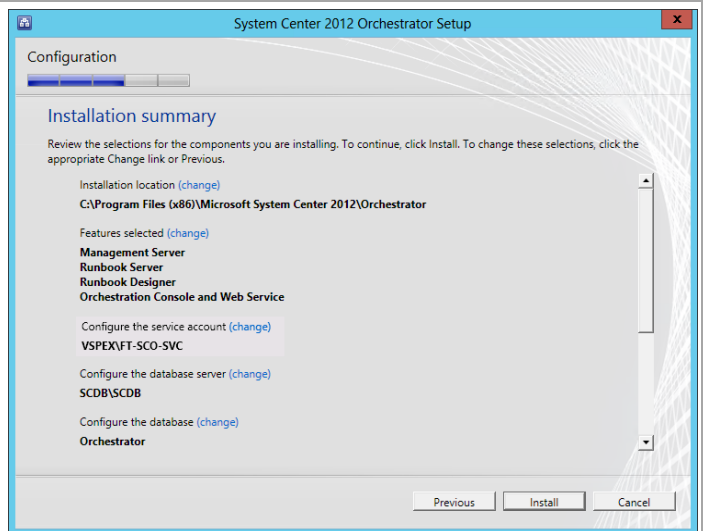 System Center 2012 Orchestrator Setup
x
Configuration
Installation summary
Review the selections for the components you are installing. To continue, click Install. To change these selections, click the
appropriate Change link or Previous.
Installation location (change)
C:\Program Files (x86)\Microsoft System Center 2012\Orchestrator
Features selected (change)
Management Server
Runbook Server
Runbook Designer
Orchestration Console and Web Service
Configure the service account (change)
VSPEX\FT-SCO-SVC
Configure the database server (change)
SCDB\SCDB
Configure the database (change)
Orchestrator
Previous Install Cancel